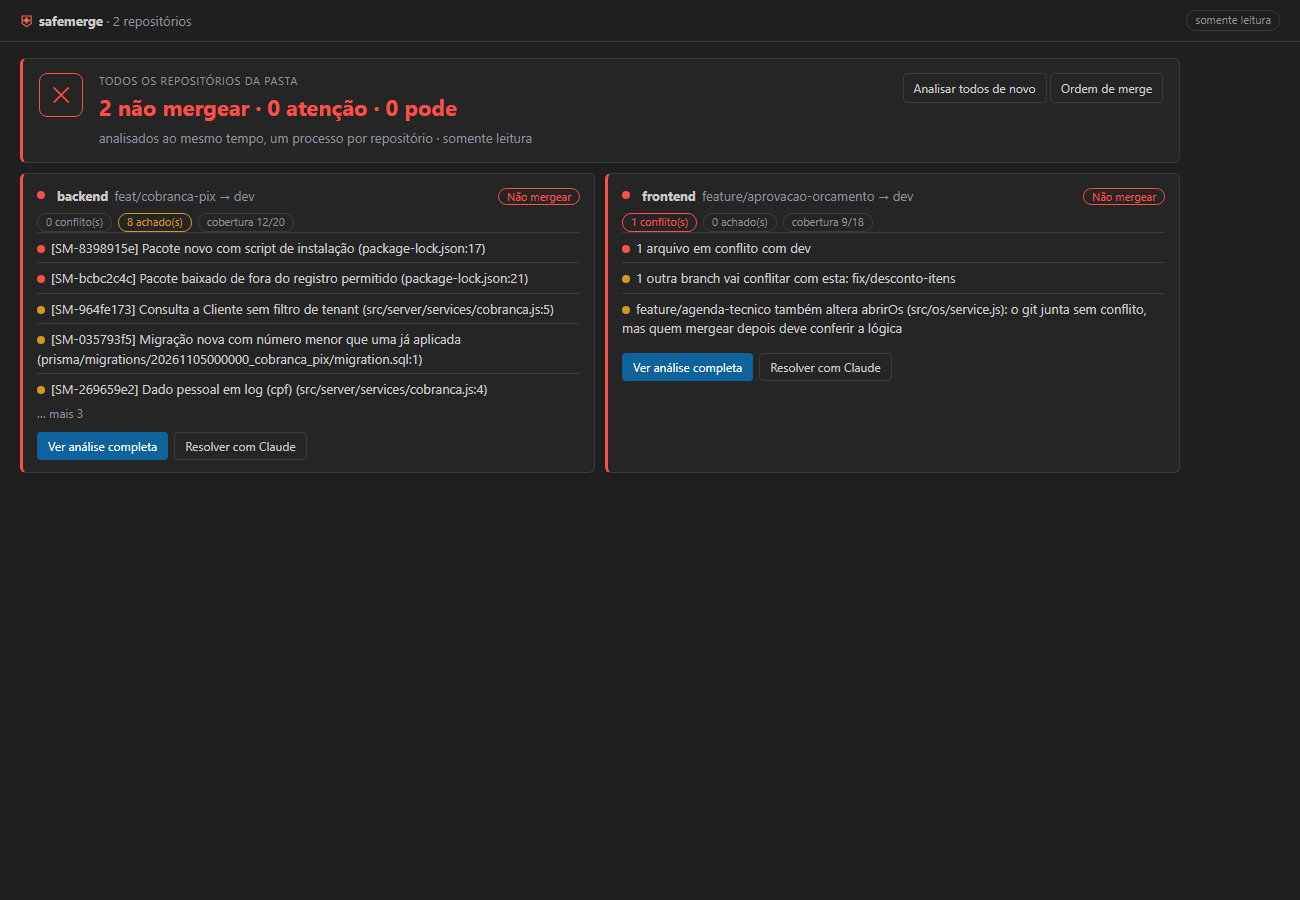 safemerge · 2 repositórios
somente leitura
TODOS OS REPOSITÓRIOS DA PASTA
2 não mergear · 0 atenção · 0 pode
analisados ao mesmo tempo, um processo por repositório · somente leitura
Analisar todos de novo
Ordem de merge
backend feat/cobranca-pix → dev
Não mergear
0 conflito(s) 8 achado(s) cobertura 12/20
[SM-8398915e] Pacote novo com script de instalação (package-lock.json:17)
[SM-bcbc2c4c] Pacote baixado de fora do registro permitido (package-lock.json:21)
[SM-964fe173] Consulta a Cliente sem filtro de tenant (src/server/services/cobranca.js:5)
[SM-035793f5] Migração nova com número menor que uma já aplicada
(prisma/migrations/20261105000000_cobranca_pix/migration.sql:1)
[SM-269659e2] Dado pessoal em log (cpf) (src/server/services/cobranca.js:4)
... mais 3
Ver análise completa
Resolver com Claude
frontend feature/aprovacao-orcamento → dev
Não mergear
1 conflito(s) 0 achado(s) cobertura 9/18
1 arquivo em conflito com dev
1 outra branch vai conflitar com esta: fix/desconto-itens
feature/agenda-tecnico também altera abrirOs (src/os/service.js): o git junta sem conflito,
mas quem mergear depois deve conferir a lógica
Ver análise completa
Resolver com Claude